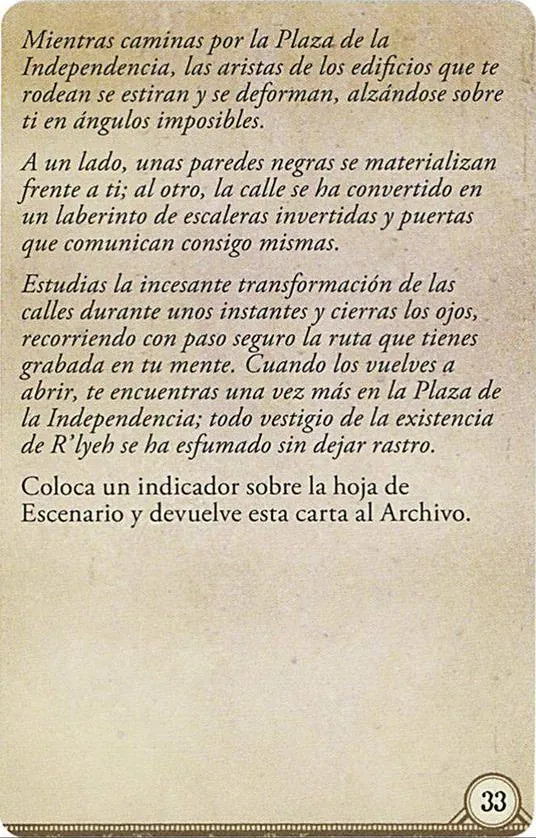 Mientras caminas por la Plaza de la
Independencia, las aristas de los edificios que te
rodean se estiran y se deforman, alzándose sobre
ti en ángulos imposibles.
A un lado, unas paredes negras se materializan
frente a ti; al otro, la calle se ha convertido en
un laberinto de escaleras invertidas y puertas
que comunican consigo mismas.
Estudias la incesante transformación de las
calles durante unos instantes y cierras los ojos,
recorriendo con paso seguro la ruta que tienes
grabada en tu mente. Cuando los vuelves a
abrir, te encuentras una vez más en la Plaza de
la Independencia; todo vestigio de la existencia
de R'lyeh se ha esfumado sin dejar rastro.
Coloca un indicador sobre la hoja de
Escenario y devuelve esta carta al Archivo.
33